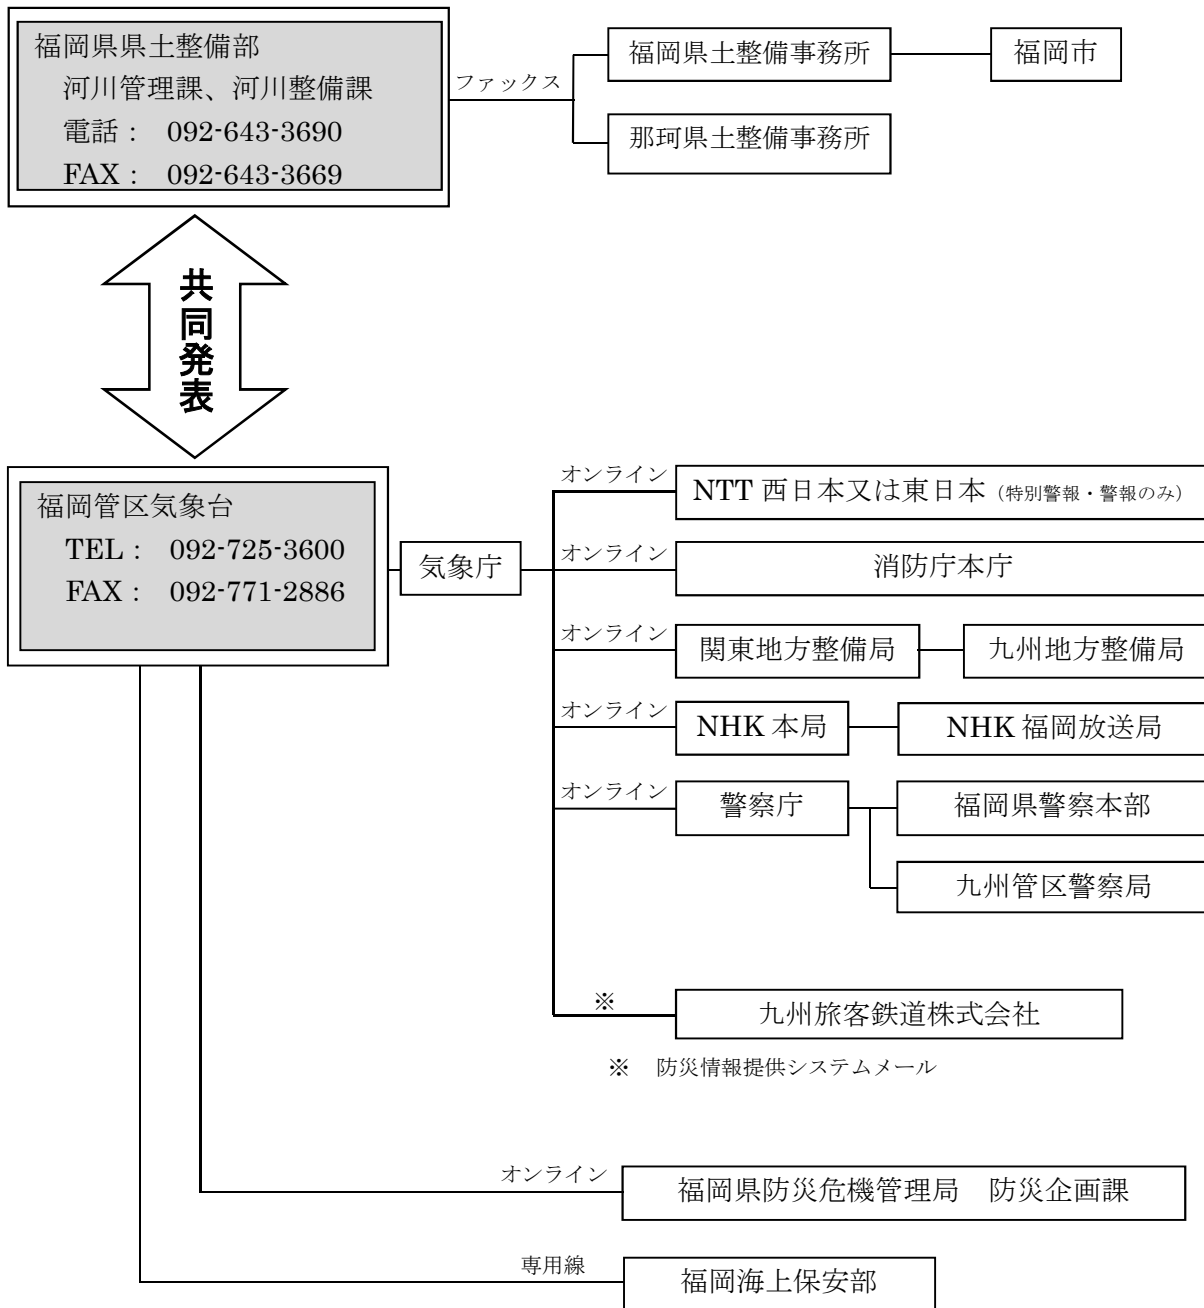 福岡県県土整備部
河川管理課、河川整備課
電話： 092-643-3690
FAX： 092-643-3669
ファックス
福岡県土整備事務所
福岡市
那珂県土整備事務所
共同発表
福岡管区気象台
TEL： 092-725-3600
FAX： 092-771-2886
気象庁
オンライン
NTT 西日本又は東日本（特別警報・警報のみ）
オンライン
消防庁本庁
オンライン
関東地方整備局
九州地方整備局
オンライン
NHK 本局
NHK 福岡放送局
オンライン
警察庁
福岡県警察本部
九州管区警察局
※
九州旅客鉄道株式会社
※ 防災情報提供システムメール
オンライン
福岡県防災危機管理局 防災企画課
専用線
福岡海上保安部